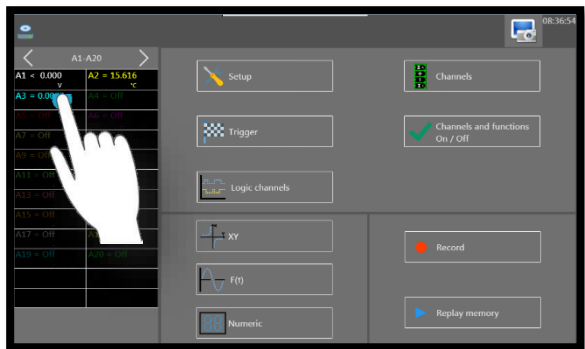 08:36:54
A1-A20
A1 < 0.000
V
A2 = 15.616
°C
A3 = 0.00
A4 = Off
A5 = Off
A6 = Off
A7 = Off
A9 = Off
A11 = Off
A13 = Off
A15 = Off
A17 = Off
A19 = Off
A20 = Off
Setup
Channels
Trigger
Channels and functions
On / Off
Logic channels
XY
Record
F(t)
Replay memory
Numeric